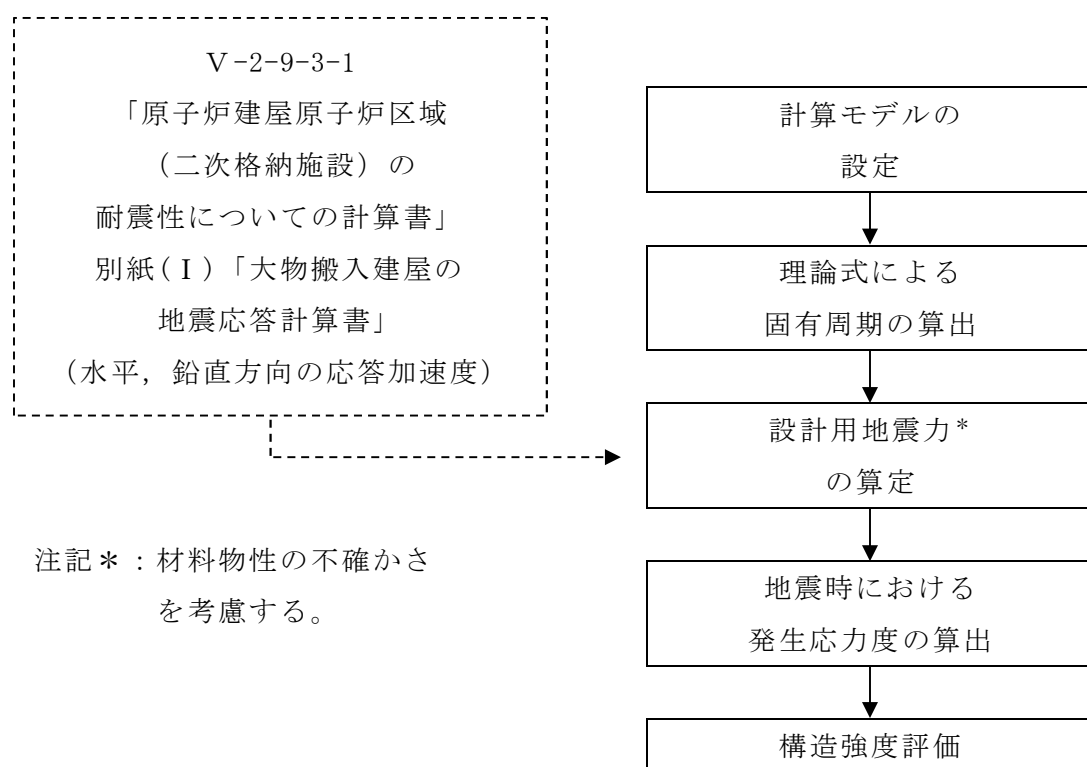 Ⅴ-2-9-3-1
「原子炉建屋原子炉区域
（二次格納施設）の
耐震性についての計算書」
別紙(Ⅰ)「大物搬入建屋の
地震応答計算書」
（水平，鉛直方向の応答加速度）
注記＊：材料物性の不確かさ
を考慮する。
計算モデルの
設定
理論式による
固有周期の算出
設計用地震力*
の算定
地震時における
発生応力度の算出
構造強度評価